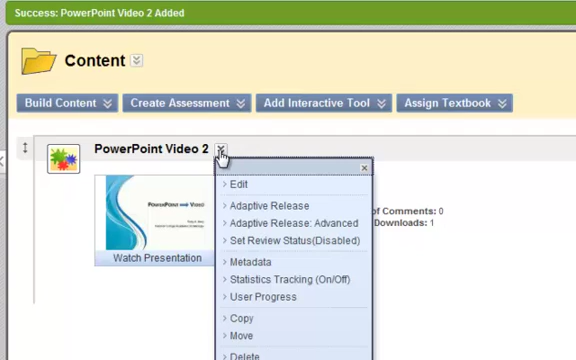 Success: PowerPoint Video 2 Added
Content
Build Content
Create Assessment
Add Interactive Tool
Assign Textbook
PowerPoint Video 2
Edit
Adaptive Release
Adaptive Release: Advanced
Set Review Status(Disabled)
Metadata
Statistics Tracking (On/Off)
User Progress
Copy
Move
Delete
POWERPOINT VIDEO
Watch Presentation
of Comments: 0
Downloads: 1